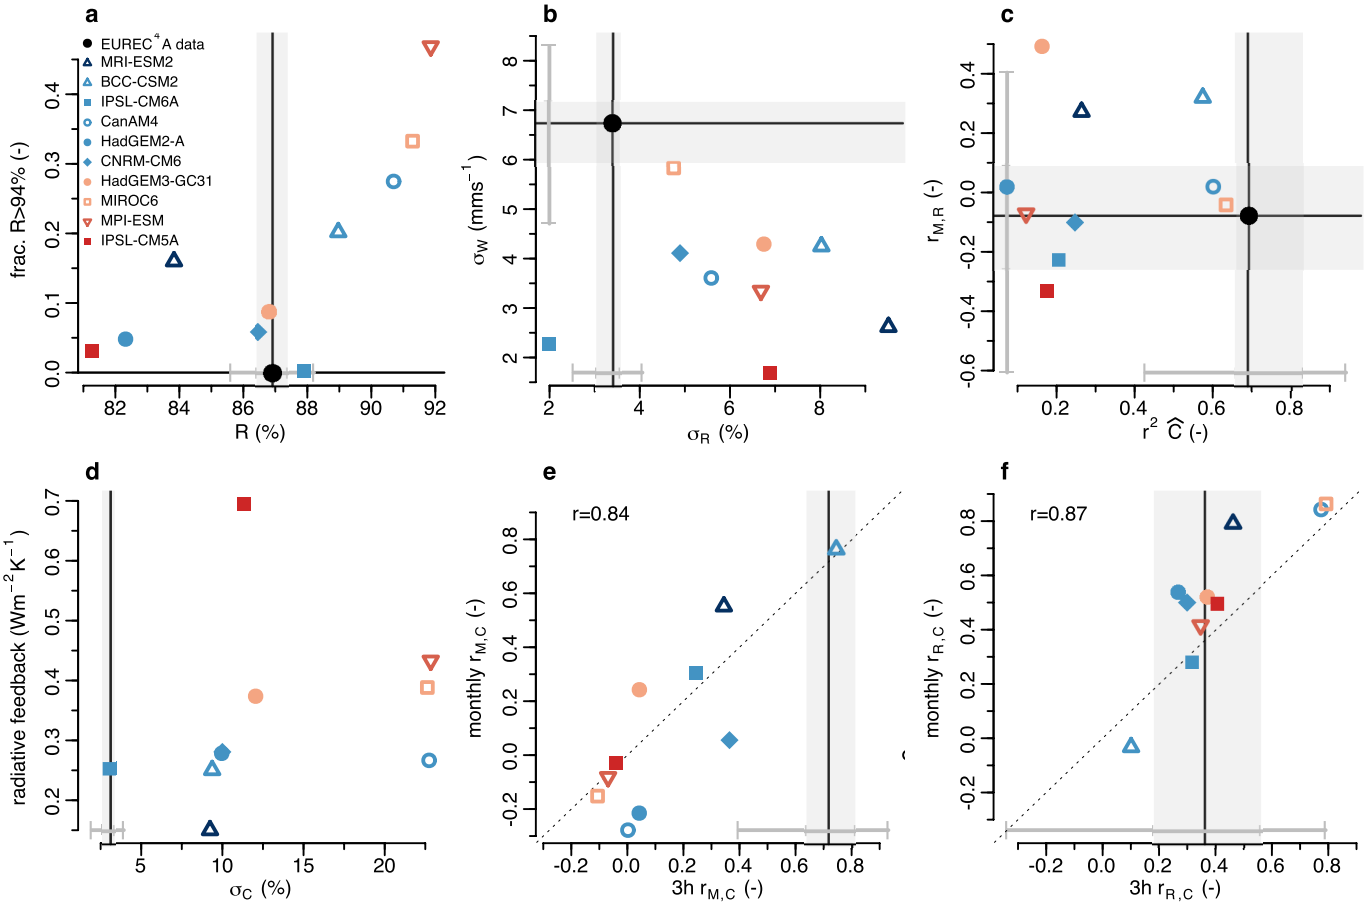 a
EUREC⁴A data
MRI-ESM2
BCC-CSM2
IPSL-CM6A
CanAM4
HadGEM2-A
CNRM-CM6
HadGEM3-GC31
MIROC6
MPI-ESM
IPSL-CM5A
frac. R>94% (-)
0.4
0.3
0.2
0.1
0.0
82 84 86 88 90 92
R (%)
b
σW (mms⁻¹)
8
7
6
5
4
3
2
2 4 6 8
σR (%)
c
rM,R (-)
0.4
0.2
0.0
-0.2
-0.4
-0.6
0.2 0.4 0.6 0.8
r² Ĉ (-)
d
radiative feedback (Wm⁻²K⁻¹)
0.7
0.6
0.5
0.4
0.3
0.2
5 10 15 20
σC (%)
e
r=0.84
monthly rM,C (-)
0.8
0.6
0.4
0.2
0.0
-0.2
-0.2 0.0 0.2 0.4 0.6 0.8
3h rM,C (-)
f
r=0.87
monthly rR,C (-)
0.8
0.6
0.4
0.2
0.0
-0.2
-0.2 0.0 0.2 0.4 0.6 0.8
3h rR,C (-)